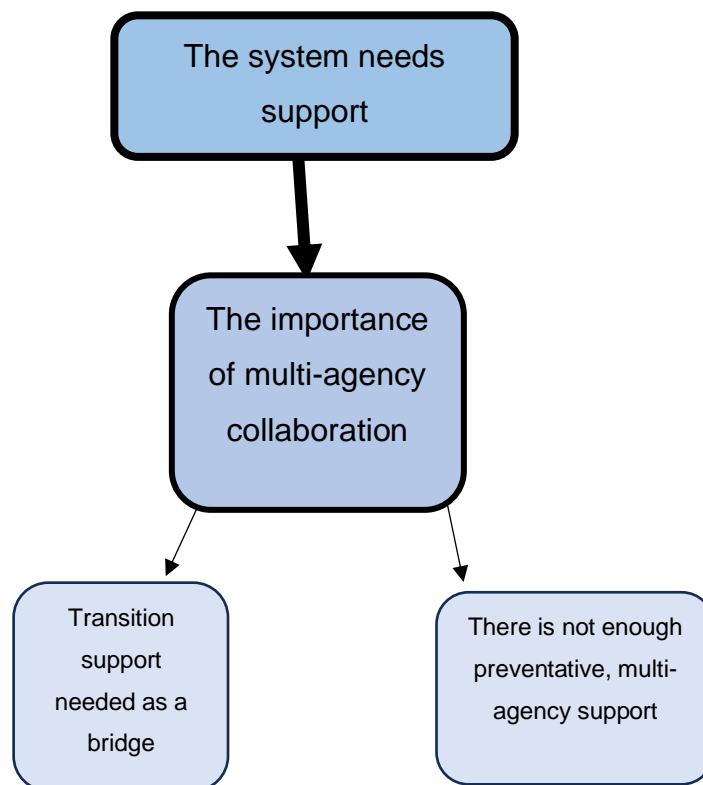 The system needs
support
The importance
of multi-agency
collaboration
Transition
support
needed as a
bridge
There is not enough
preventative, multi-
agency support